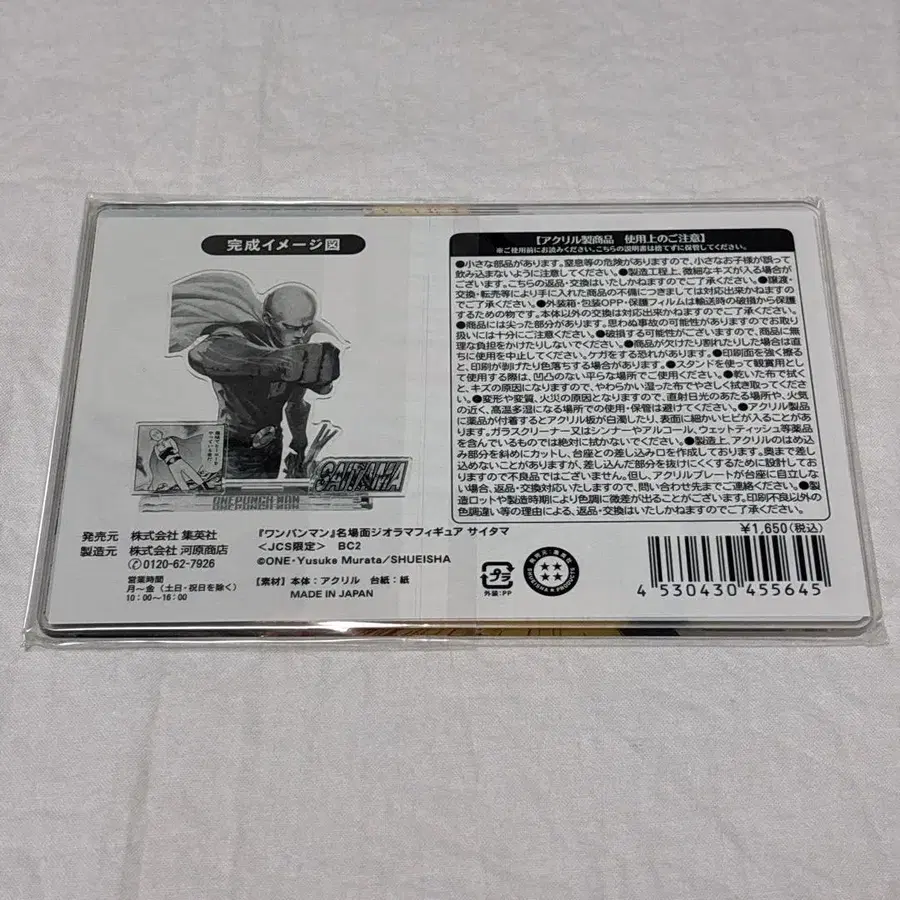 完成イメージ図
SAITAMA
ONEPUNCH-MAN
発売元 株式会社 集英社
製造元 株式会社 河原商店
✆0120-62-7926
営業時間
月〜金(土日・祝日を除く)
10:00〜16:00
『ワンパンマン』名場面ジオラマフィギュア サイタマ
<JCS限定> BC2
©ONE・Yusuke Murata/SHUEISHA
[素材] 本体:アクリル 台紙:紙
MADE IN JAPAN
【アクリル製商品 使用上のご注意】
※ご使用前にお読みください。こちらの説明書は捨てずに保管してください。
●小さな部品があります。窒息等の危険がありますので、小さなお子様が誤って
飲み込まないように注意してください。●製造工程上、微細なキズが入る場合が
ございます。こちらの返品・交換はいたしかねますのでご了承ください。●譲渡・
交換・転売等により手に入れた商品の不備につきましては対応出来かねますの
でご了承ください。●外装箱・包装OPP・保護フィルムは輸送時の破損から保護
するための物です。本体以外の交換は対応出来かねますのでご了承ください。
●商品には尖った部分があります。思わぬ事故の可能性がありますのでお取り
扱いには十分にご注意ください。●破損する可能性がございますので、商品に無
理な負担をかけたりしないでください。●商品が欠けたり割れたりした場合は直
ちに使用を中止してください。ケガをする恐れがあります。●印刷面を強く擦る
と、印刷が剥げたり色落ちする場合があります。●スタンドを使って観賞用とし
て使用する際は、凹凸のない平らな場所でご使用ください。●乾いた布で拭く
と、キズの原因になりますので、やわらかい湿った布でやさしく拭き取ってくださ
い。●変形や変質、火災の原因となりますので、直射日光のあたる場所や、火気
の近く、高温多湿になる場所での使用・保管は避けてください。●アクリル製品
に薬品が付着するとアクリル板が白濁したり、表面に細かいヒビが入ることがあ
ります。ガラスクリーナー又はシンナーやアルコール、ウェットティッシュ等薬品
を含んでいるものでは絶対に拭かないでください。●製造上、アクリルのはめ込
み部分を斜めにカットし、台座との差し込み口を作成しております。奥まで差し
込めないことがありますが、差し込んだ部分を抜けにくくするために設計してお
りますので不良品ではございません。但し、アクリルプレートが台座に自立しな
い場合、返品・交換対応いたしますので、問い合わせ先までご連絡ください。●製
造ロットや製造時期により色調に微差が出ることがございます。印刷不良以外の
色調違い等の理由による、返品・交換はいたしかねますのでご了承ください。
¥1,650(税込)
プラ
外装:PP
SHUEISHA PRODUCTS
4 530430 455645